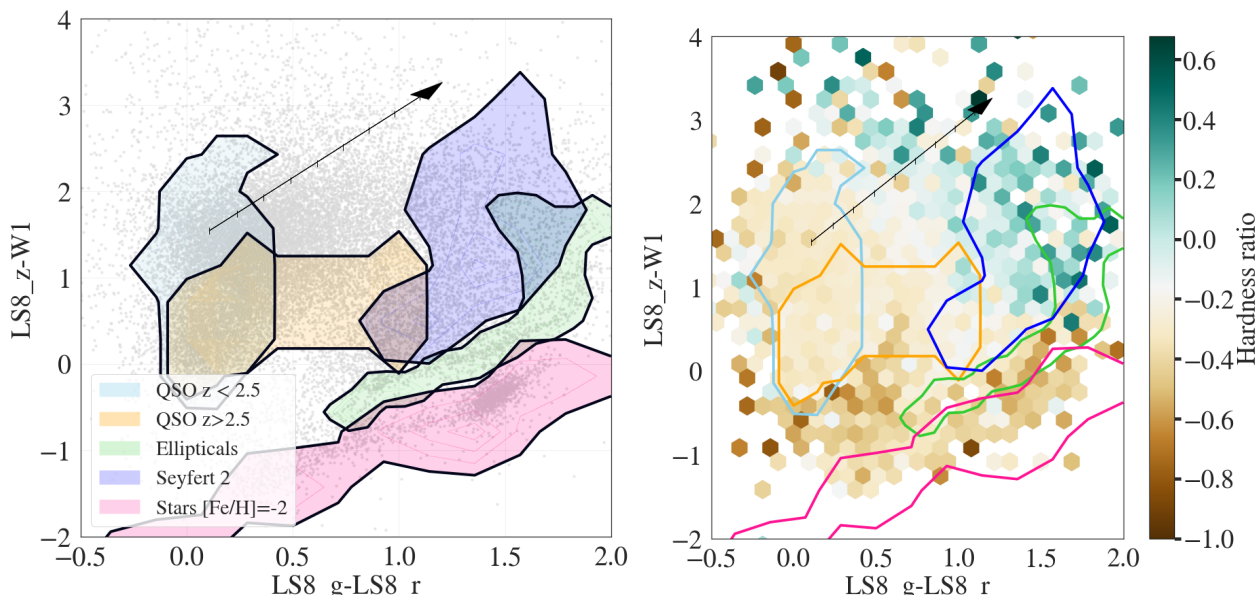 4
3
2
1
0
−1
−2
LS8_z-W1
QSO z < 2.5
QSO z>2.5
Ellipticals
Seyfert 2
Stars [Fe/H]=-2
−0.5 0.0 0.5 1.0 1.5 2.0
LS8_g-LS8_r
4
3
2
1
0
−1
2
LS8_z-W1
−0.5 0.0 0.5 1.0 1.5 2.0
LS8_g-LS8_r
0.6
0.4
0.2
0.0
−0.2
−0.4
−0.6
−0.8
−1.0
Hardness ratio